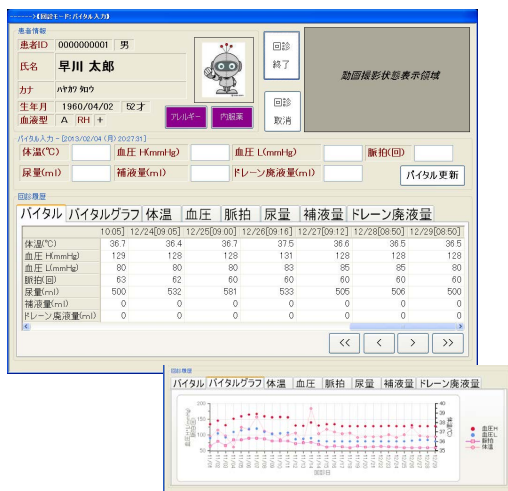 ------>《回診モード:バイタル入力》
患者情報
患者ID 0000000001 男
氏名 早川 太郎
カナ ハヤカワ タロウ
生年月 1960/04/02 52才
血液型 A RH +
アレルギー 内服薬
回診
終了
回診
取消
動画撮影状態表示領域
バイタル入力 - [2013/02/04 (月) 20:27:31]
体温(℃) 血圧 H(mmHg) 血圧 L(mmHg) 脈拍(回)
尿量(ml) 補液量(ml) ドレーン廃液量(ml) バイタル更新
回診履歴
バイタル バイタルグラフ 体温 血圧 脈拍 尿量 補液量 ドレーン廃液量
10:05] 12/24[09:05] 12/25[09:00] 12/26[09:16] 12/27[09:12] 12/28[08:50] 12/29[08:50]
体温(℃) 36.7 36.4 36.7 37.5 36.6 36.5 36.5
血圧 H(mmHg) 129 128 128 131 128 128 128
血圧 L(mmHg) 80 80 80 83 85 85 80
脈拍(回) 63 62 60 60 60 60 60
尿量(ml) 500 532 581 533 505 506 500
補液量(ml) 0 0 0 0 0 0 0
ドレーン廃液量(ml) 0 0 0 0 0 0 0
<< < > >>
回診履歴
バイタル バイタルグラフ 体温 血圧 脈拍 尿量 補液量 ドレーン廃液量
200
150
100
50
40
39
38
37
36
35
体温(℃)
回診日
血圧H
血圧L
脈拍
体温